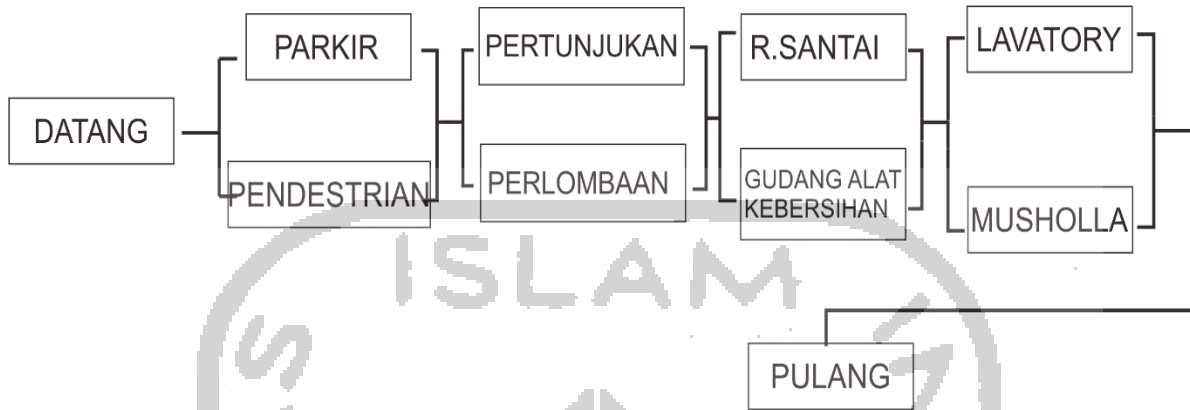 DATANG
PARKIR
PENDESTRIAN
PERTUNJUKAN
PERLOMBAAN
R.SANTAI
GUDANG ALAT
KEBERSIHAN
LAVATORY
MUSHOLLA
PULANG
ISLAM